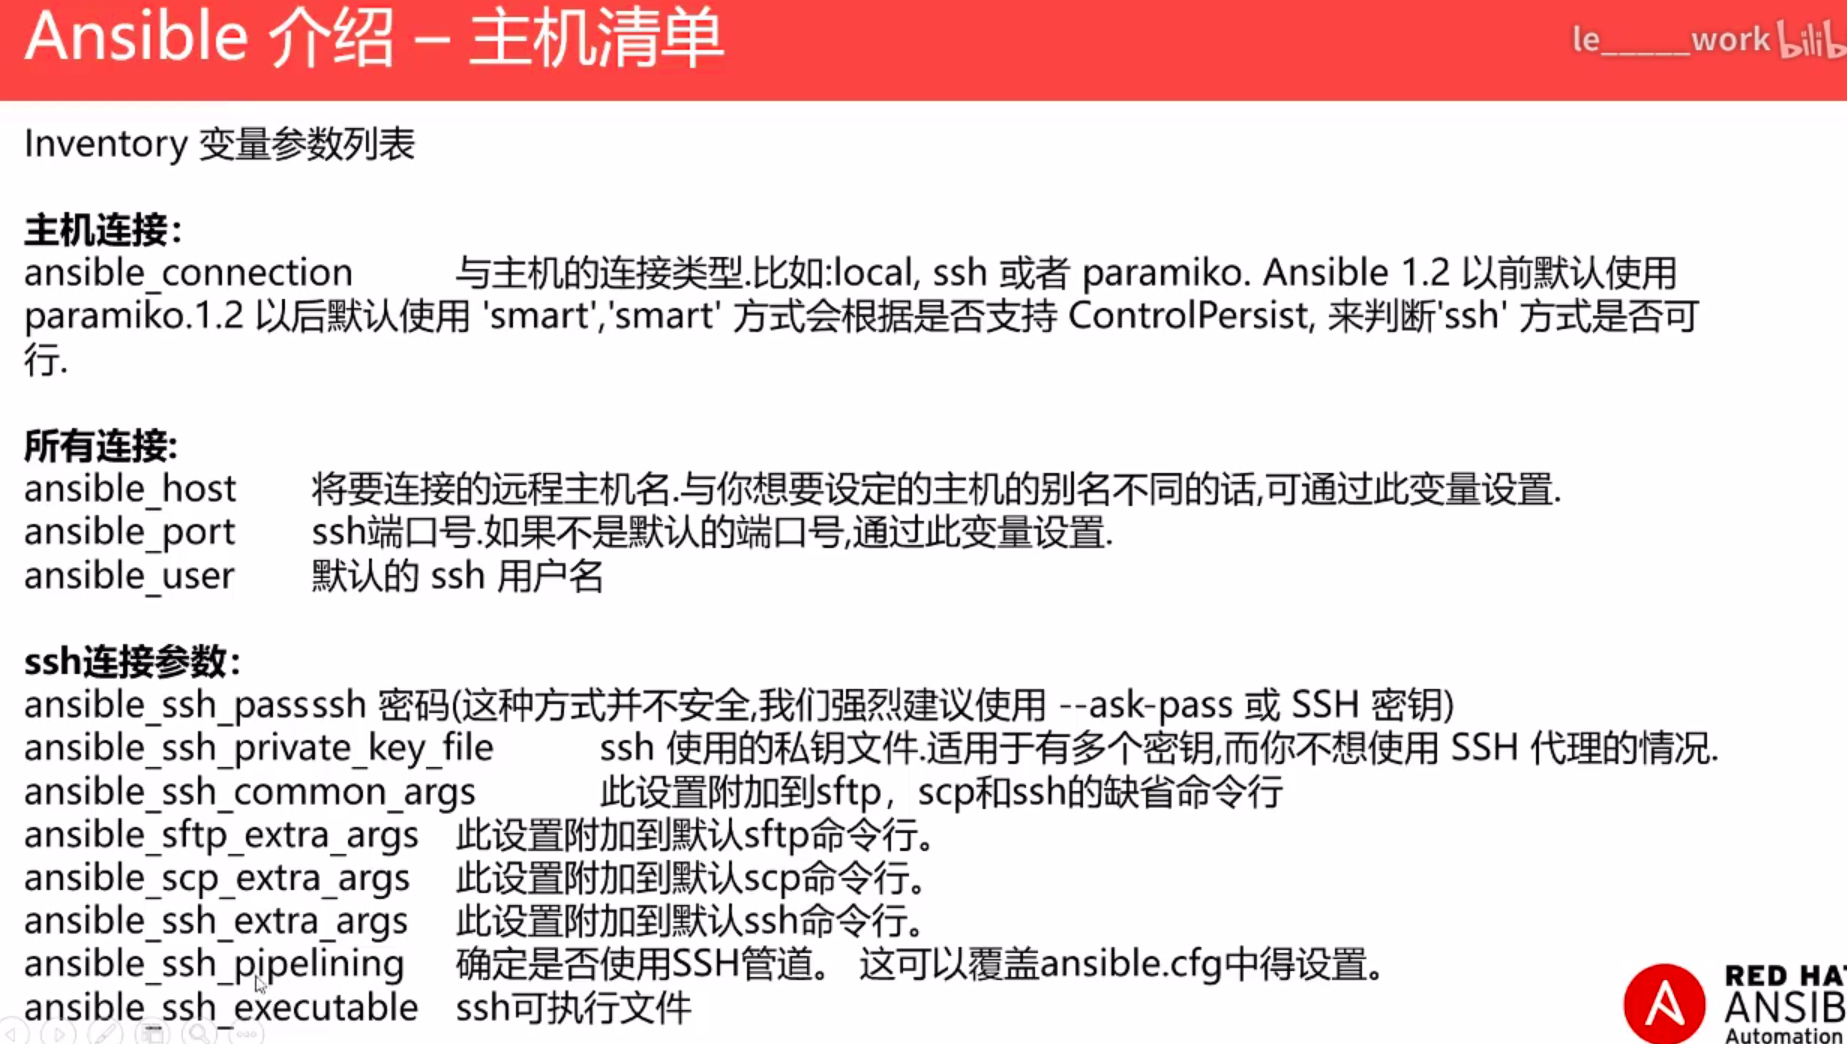 Ansible 介绍 – 主机清单
le_____work bilib
Inventory 变量参数列表
主机连接：
ansible_connection 与主机的连接类型.比如:local, ssh 或者 paramiko. Ansible 1.2 以前默认使用
paramiko.1.2 以后默认使用 'smart','smart' 方式会根据是否支持 ControlPersist, 来判断'ssh' 方式是否可
行.
所有连接:
ansible_host 将要连接的远程主机名.与你想要设定的主机的别名不同的话,可通过此变量设置.
ansible_port ssh端口号.如果不是默认的端口号,通过此变量设置.
ansible_user 默认的 ssh 用户名
ssh连接参数：
ansible_ssh_passssh 密码(这种方式并不安全,我们强烈建议使用 --ask-pass 或 SSH 密钥)
ansible_ssh_private_key_file ssh 使用的私钥文件.适用于有多个密钥,而你不想使用 SSH 代理的情况.
ansible_ssh_common_args 此设置附加到sftp，scp和ssh的缺省命令行
ansible_sftp_extra_args 此设置附加到默认sftp命令行。
ansible_scp_extra_args 此设置附加到默认scp命令行。
ansible_ssh_extra_args 此设置附加到默认ssh命令行。
ansible_ssh_pipelining 确定是否使用SSH管道。 这可以覆盖ansible.cfg中得设置。
ansible_ssh_executable ssh可执行文件
RED HA
ANSIB
Automation